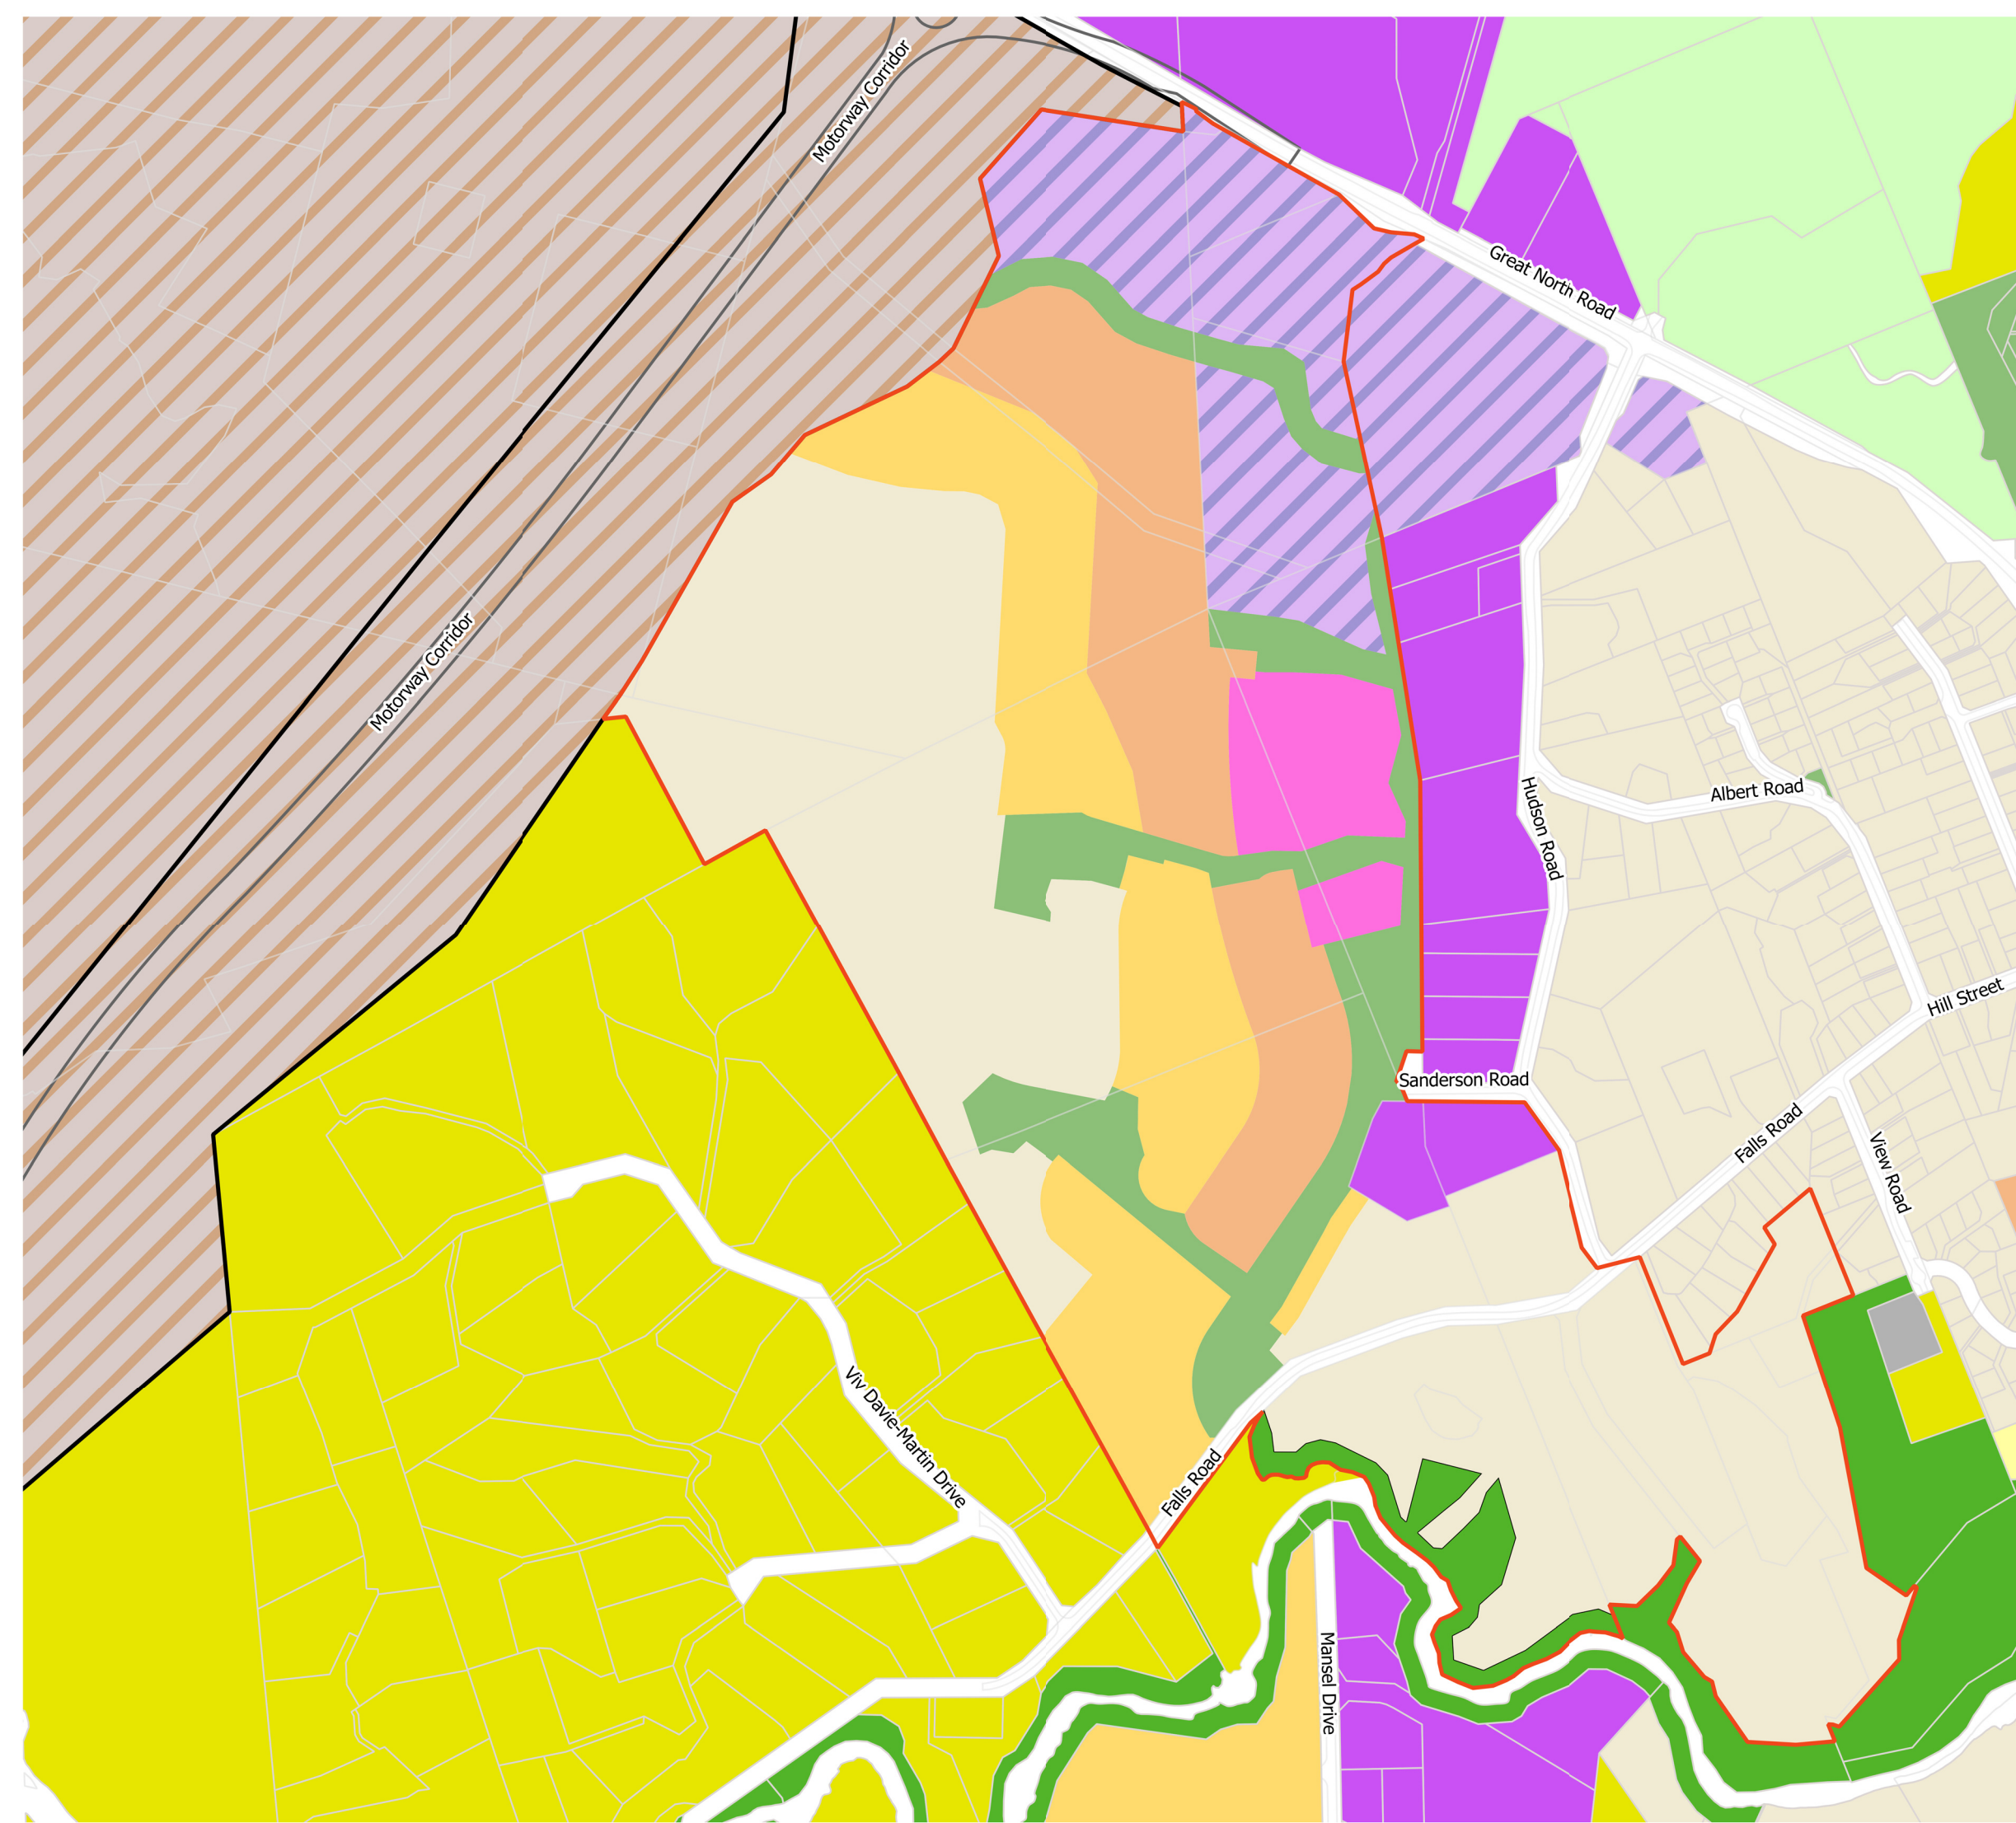 Motorway Corridor
Great North Road
Motorway Corridor
Hudson Road
Albert Road
Hill Street
Sanderson Road
Falls Road
View Road
Viv Davie-Martin Drive
Falls Road
Mansel Drive